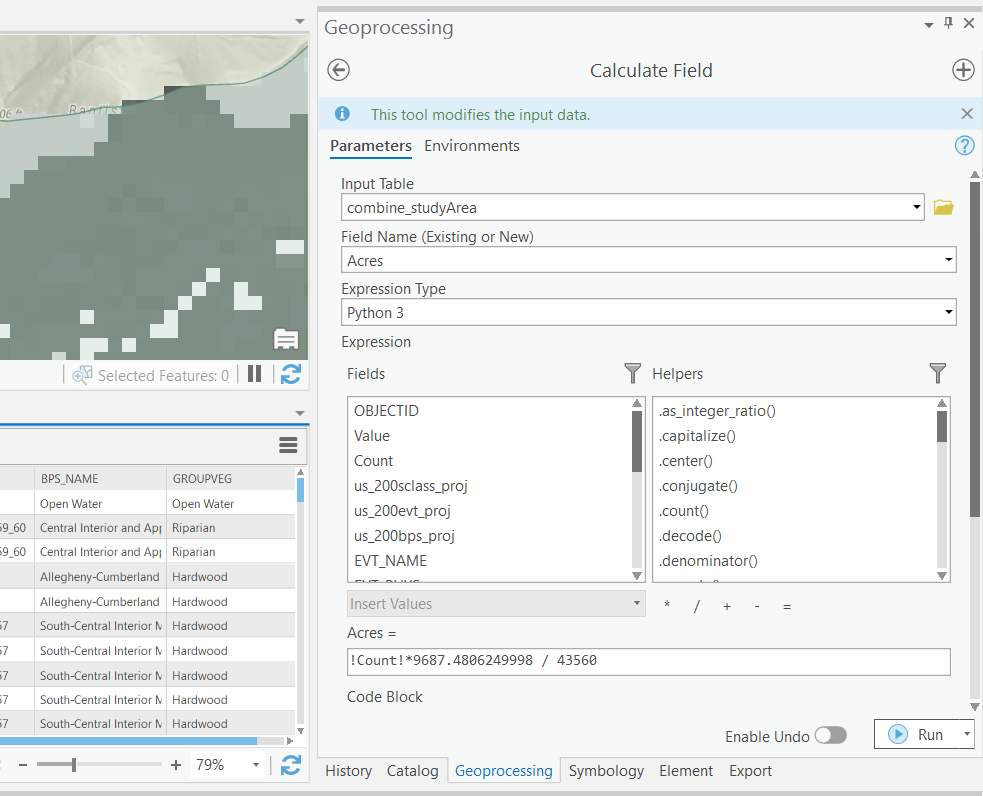 Geoprocessing
Calculate Field
This tool modifies the input data.
Parameters Environments
Input Table
combine_studyArea
Field Name (Existing or New)
Acres
Expression Type
Python 3
Expression
Fields
OBJECTID
Value
Count
us_200sclass_proj
us_200evt_proj
us_200bps_proj
EVT_NAME
Helpers
.as_integer_ratio()
.capitalize()
.center()
.conjugate()
.count()
.decode()
.denominator()
Insert Values
* / + - =
Acres =
!Count!*9687.4806249998 / 43560
Code Block
Enable Undo
Run
History Catalog Geoprocessing Symbology Element Export
Selected Features: 0
BPS_NAME GROUPVEG
Open Water Open Water
59_60 Central Interior and App Riparian
59_60 Central Interior and App Riparian
Allegheny-Cumberland Hardwood
Allegheny-Cumberland Hardwood
57 South-Central Interior M Hardwood
57 South-Central Interior M Hardwood
57 South-Central Interior M Hardwood
57 South-Central Interior M Hardwood
57 South-Central Interior M Hardwood
79%